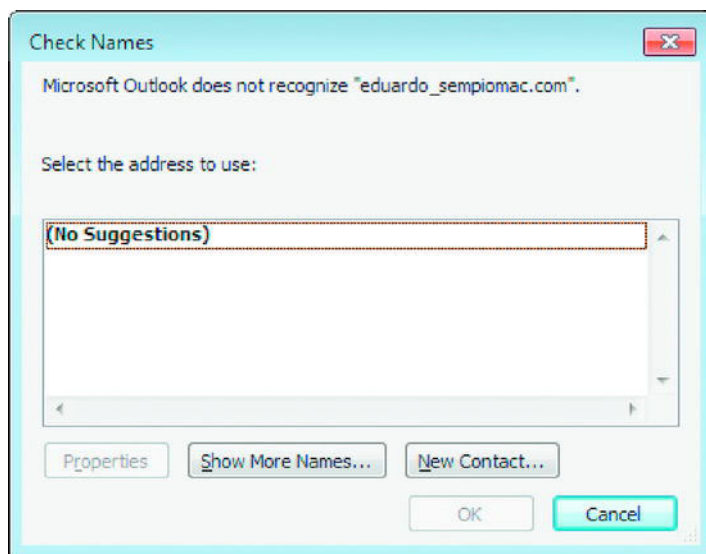 Check Names
Microsoft Outlook does not recognize "eduardo_sempiomac.com".
Select the address to use:
(No Suggestions)
Properties Show More Names... New Contact...
OK Cancel